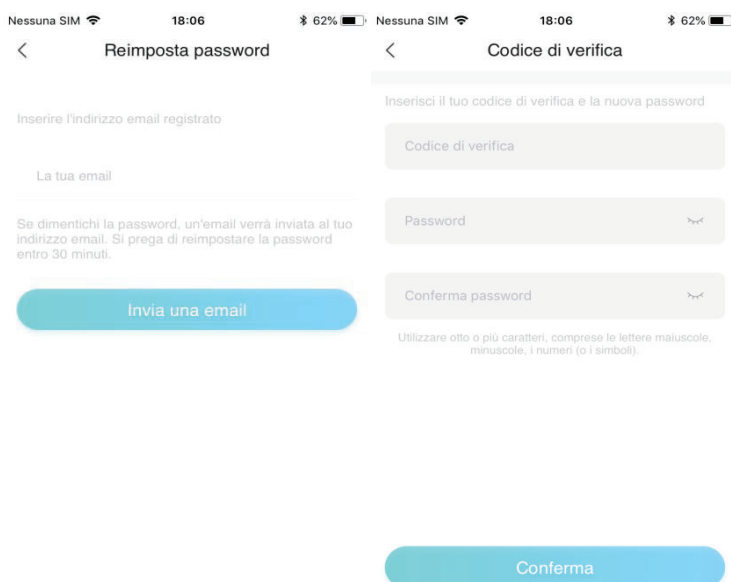 Nessuna SIM 18:06 62%
Reimposta password
Inserire l'indirizzo email registrato
La tua email
Se dimentichi la password, un'email verrà inviata al tuo
indirizzo email. Si prega di reimpostare la password
entro 30 minuti.
Invia una email
Nessuna SIM 18:06 62%
Codice di verifica
Inserisci il tuo codice di verifica e la nuova password
Codice di verifica
Password
Conferma password
Utilizzare otto o più caratteri, comprese le lettere maiuscole,
minuscole, i numeri (o i simboli).
Conferma